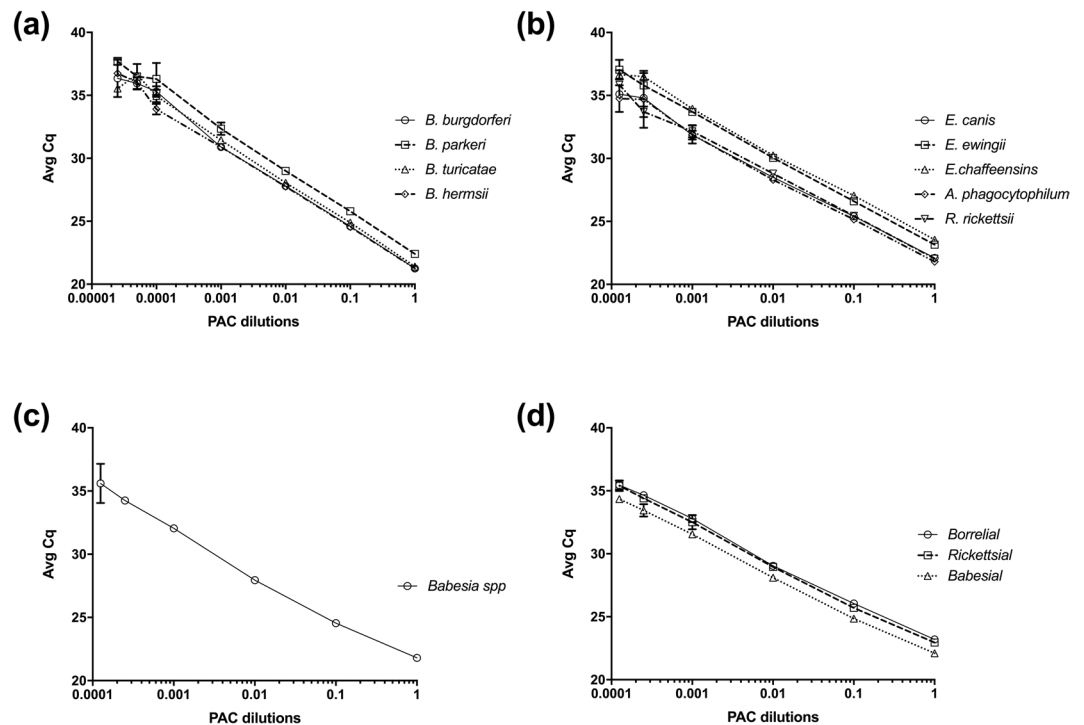 (a)
40
35
30
25
20
Avg Cq
0.00001
0.0001
0.001
0.01
0.1
1
PAC dilutions
B. burgdorferi
B. parkeri
B. turicatae
B. hermsii
(b)
40
35
30
25
20
Avg Cq
0.0001
0.001
0.01
0.1
1
PAC dilutions
E. canis
E. ewingii
E.chaffeensins
A. phagocytophilum
R. rickettsii
(c)
40
35
30
25
20
Avg Cq
0.0001
0.001
0.01
0.1
1
PAC dilutions
Babesia spp
(d)
40
35
30
25
20
Avg Cq
0.0001
0.001
0.01
0.1
1
PAC dilutions
Borrelial
Rickettsial
Babesial